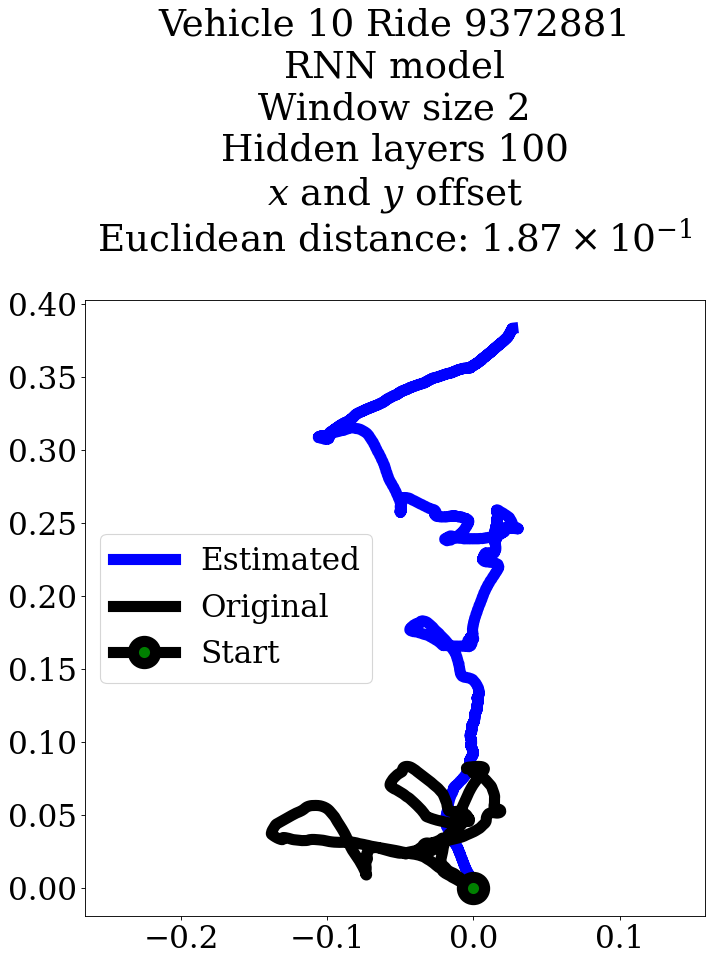 Vehicle 10 Ride 9372881
RNN model
Window size 2
Hidden layers 100
x and y offset
Euclidean distance: 1.87 × 10⁻¹
0.40
0.35
0.30
0.25
0.20
0.15
0.10
0.05
0.00
Estimated
Original
Start
−0.2 −0.1 0.0 0.1